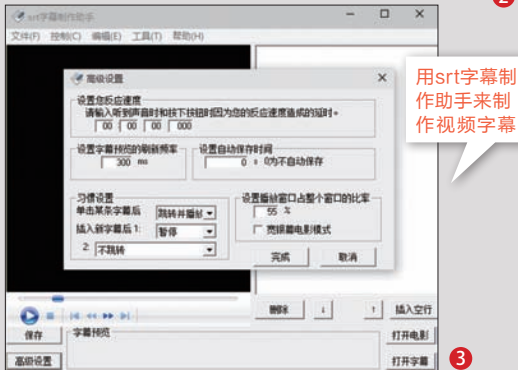 2
srt字幕制作助手
文件(F) 控制(C) 编辑(E) 工具(T) 帮助(H)
高级设置
设置您反应速度
请输入听到声音时和按下按钮时因为您的反应速度造成的延时。
00 00 00 000
设置字幕预览的刷新频率
300 ms
设置自动保存时间
0 s 0为不自动保存
习惯设置
单击某条字幕后 跳转并播放
插入新字幕后 1: 暂停
2: 不跳转
设置播放窗口占整个窗口的比率
55 %
宽银幕电影模式
完成 取消
用srt字幕制
作助手来制
作视频字幕
删除 ↓ ↑ 插入空行
保存 字幕预览 打开电影
高级设置 打开字幕
3